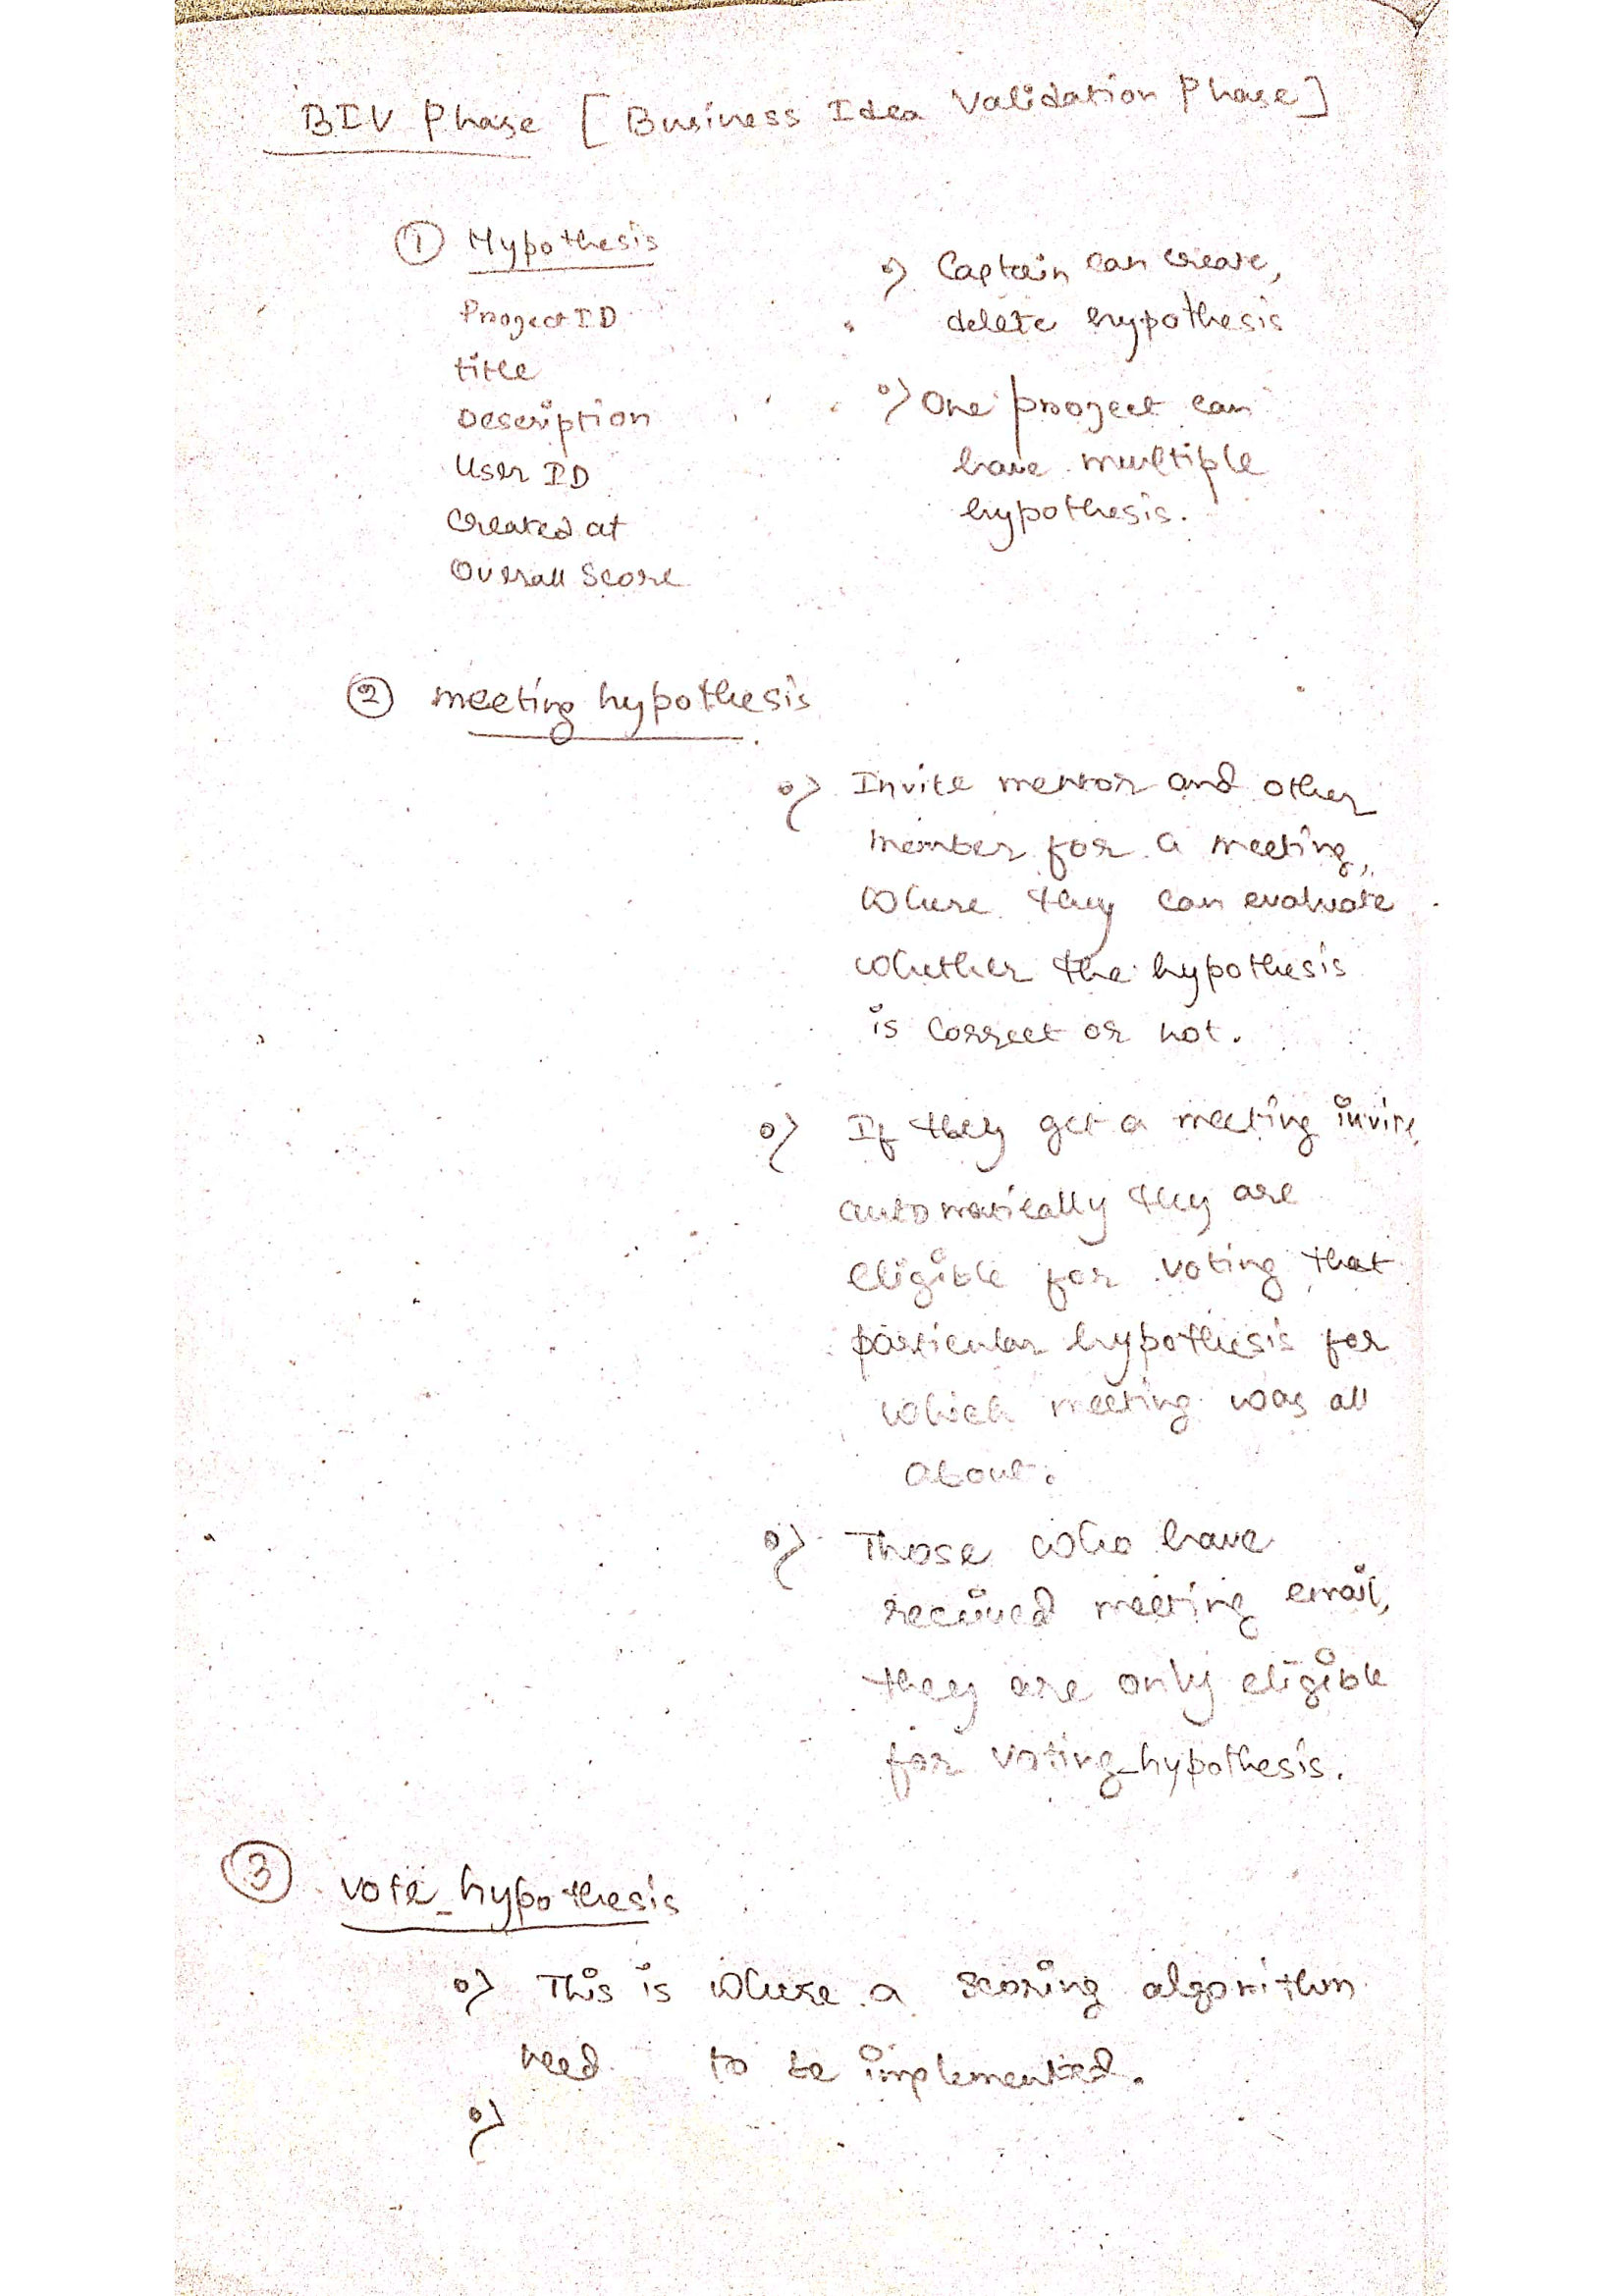 BIV Phase [Business Idea Validation Phase]
① Hypothesis
Project ID
title
Description
User ID
Created at
Overall Score
Captain can create,
delete hypothesis
One project can
have multiple
hypothesis.
② meeting hypothesis
Invite mentor and other
member for a meeting,
where they can evaluate
whether the hypothesis
is correct or not.
If they get a meeting invite,
automatically they are
eligible for voting that
particular hypothesis for
which meeting was all
about.
Those who have
received meeting email,
they are only eligible
for voting_hypothesis.
③ vote_hypothesis
This is where a scoring algorithm
need to be implemented.